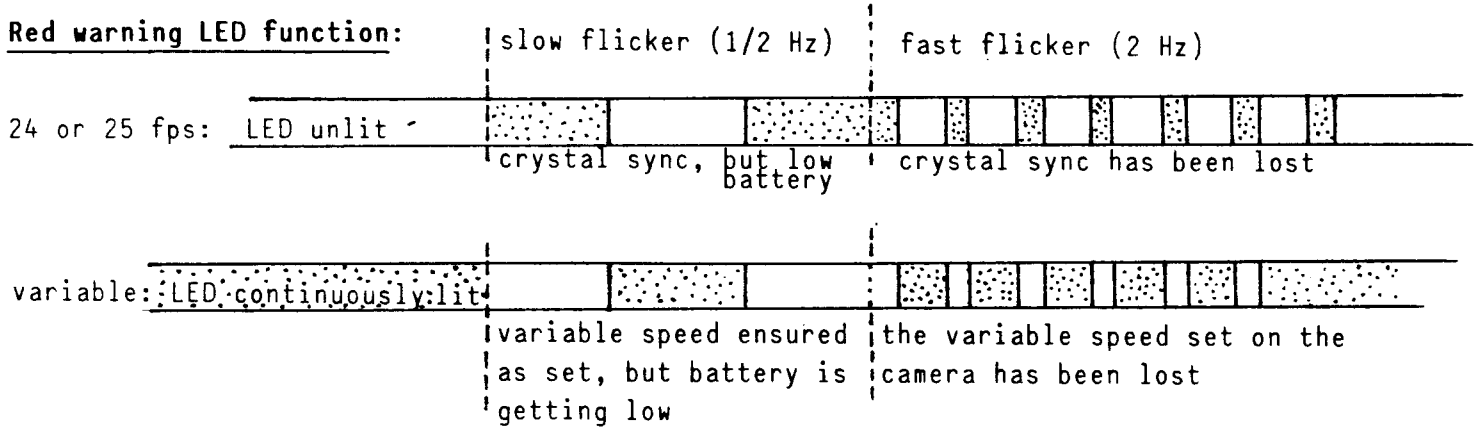 Red warning LED function:
slow flicker (1/2 Hz)
fast flicker (2 Hz)
24 or 25 fps: LED unlit
crystal sync, but low
battery
crystal sync has been lost
variable: LED continuously lit
variable speed ensured
as set, but battery is
getting low
the variable speed set on the
camera has been lost